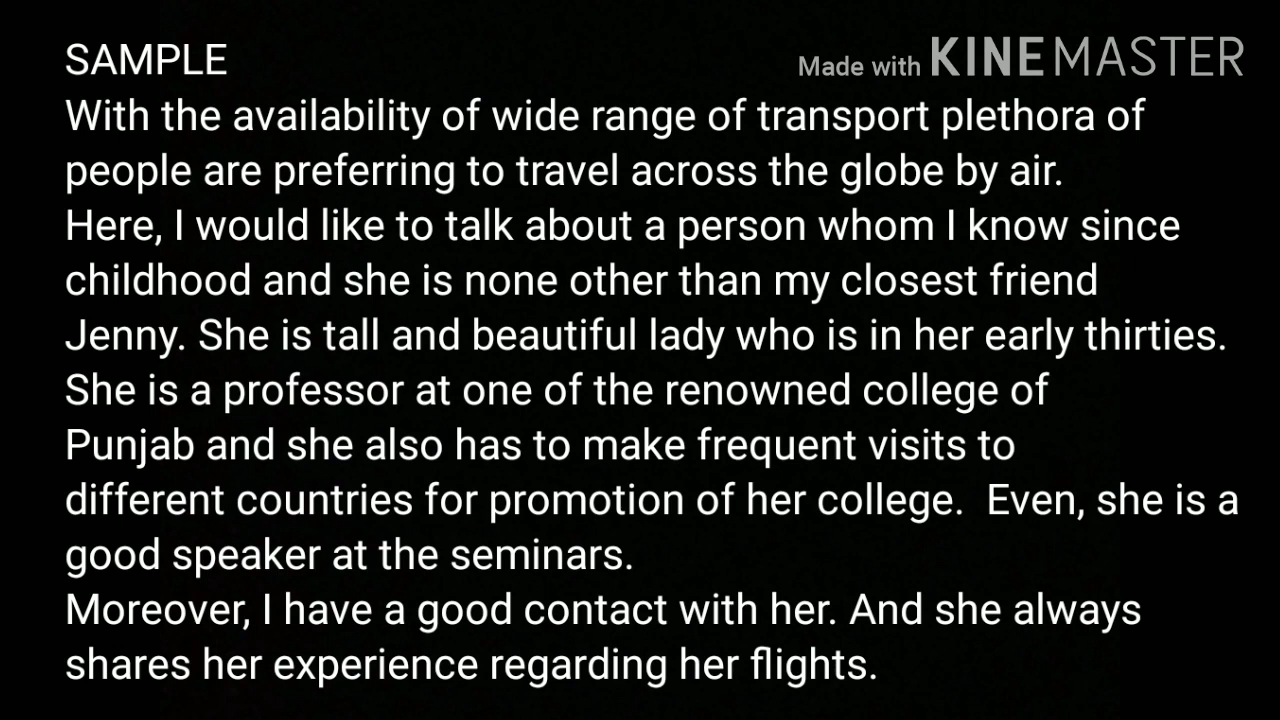 SAMPLE
Made with KINEMASTER
With the availability of wide range of transport plethora of
people are preferring to travel across the globe by air.
Here, I would like to talk about a person whom I know since
childhood and she is none other than my closest friend
Jenny. She is tall and beautiful lady who is in her early thirties.
She is a professor at one of the renowned college of
Punjab and she also has to make frequent visits to
different countries for promotion of her college.  Even, she is a
good speaker at the seminars.
Moreover, I have a good contact with her. And she always
shares her experience regarding her flights.